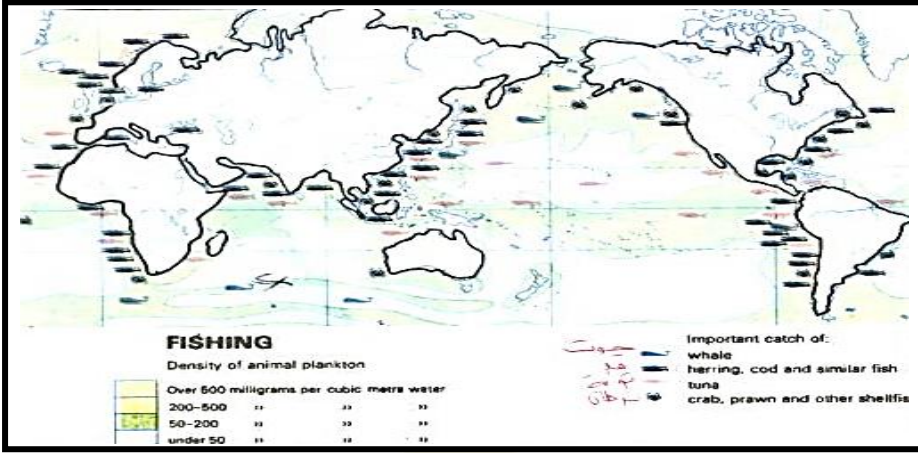 FISHING
Density of animal plankton
Over 500 milligrams per cubic metre water
200-500 " " "
50-200 " " "
under 50 " " "
Important catch of:
whale
herring, cod and similar fish
tuna
crab, prawn and other shellfis
حوت